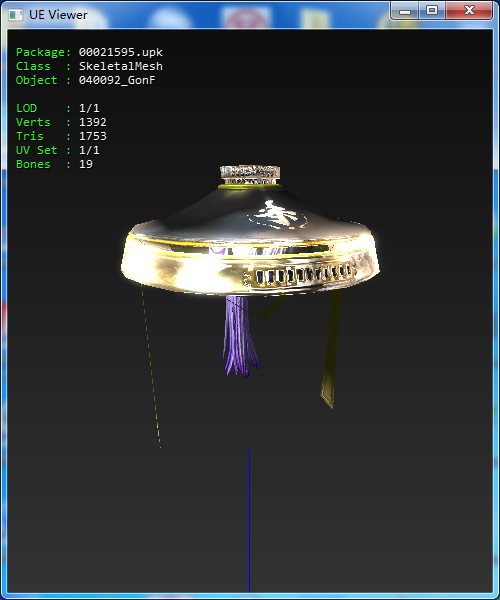 UE Viewer
Package: 00021595.upk
Class : SkeletalMesh
Object : 040092_GonF
LOD : 1/1
Verts : 1392
Tris : 1753
UV Set : 1/1
Bones : 19